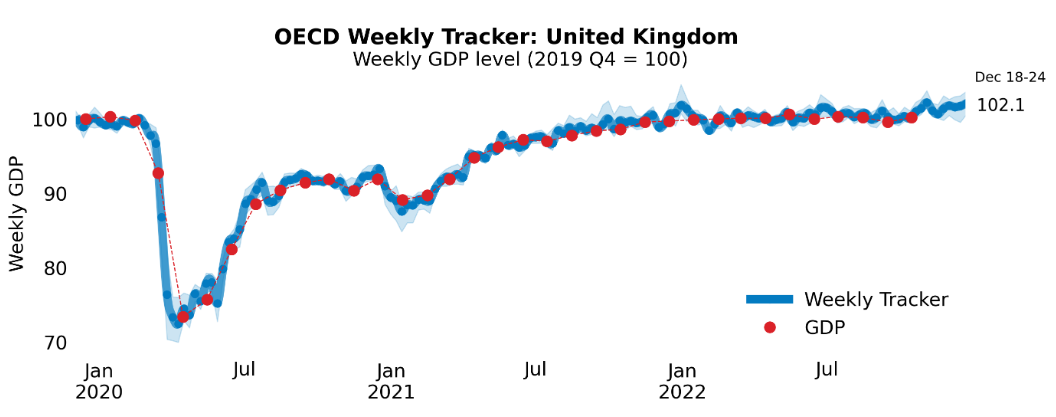 OECD Weekly Tracker: United Kingdom
Weekly GDP level (2019 Q4 = 100)
Dec 18-24
102.1
Weekly GDP
100
90
80
70
Weekly Tracker
GDP
Jan
2020
Jul
Jan
2021
Jul
Jan
2022
Jul